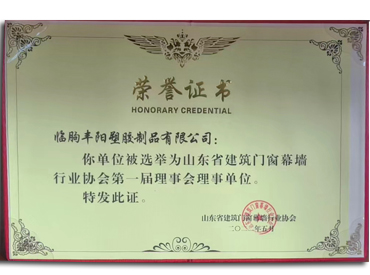 荣誉证书
HONORARY CREDENTIAL
临朐丰阳塑胶制品有限公司：
你单位被选举为山东省建筑门窗幕墙
行业协会第一届理事会理事单位。
特发此证。
山东省建筑门窗幕墙行业协会